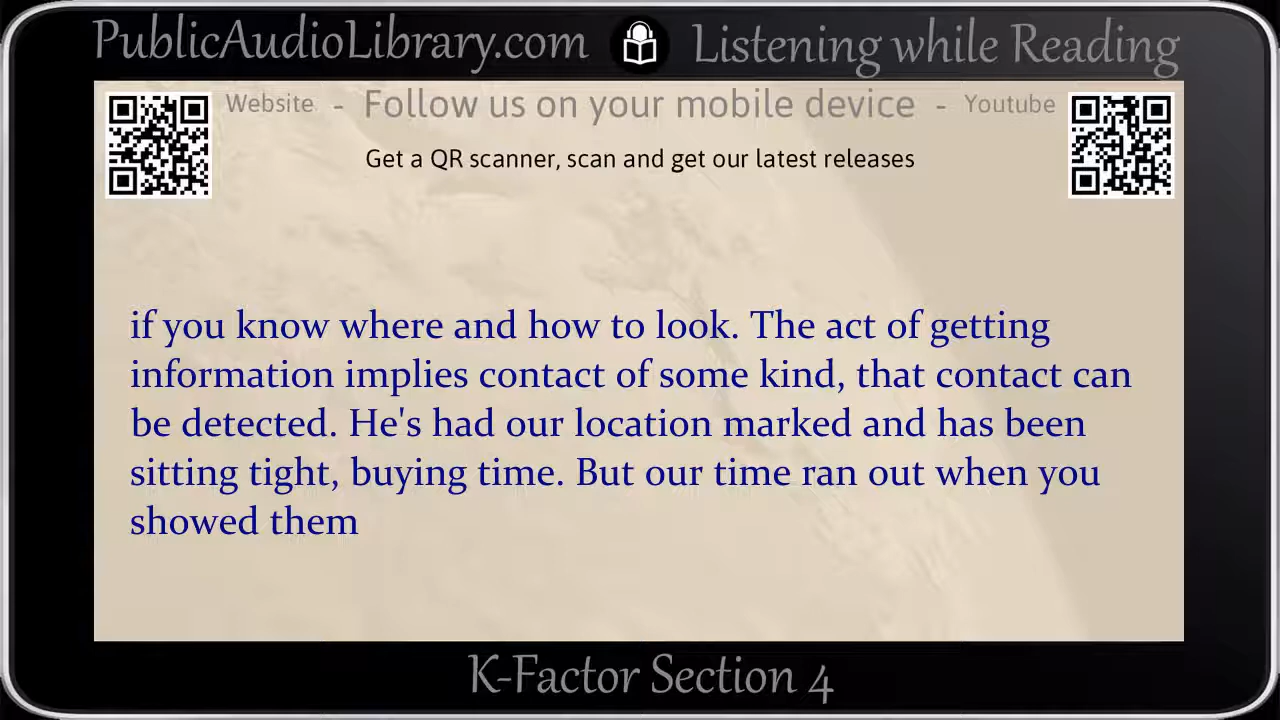 PublicAudioLibrary.com Listening while Reading
Website - Follow us on your mobile device - Youtube
Get a QR scanner, scan and get our latest releases
if you know where and how to look. The act of getting
information implies contact of some kind, that contact can
be detected. He's had our location marked and has been
sitting tight, buying time. But our time ran out when you
showed them
K-Factor Section 4